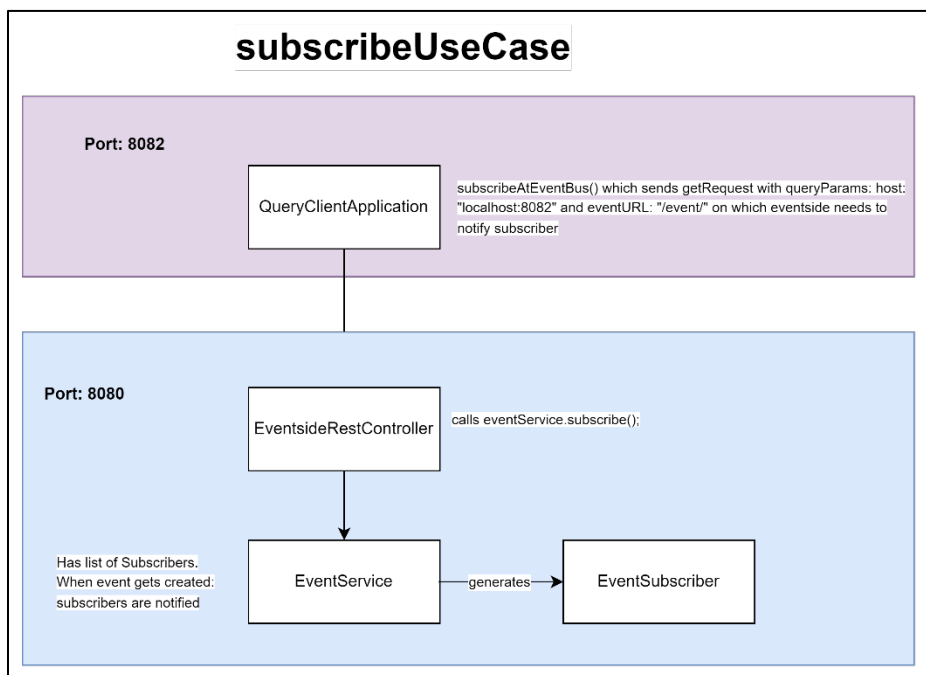 subscribeUseCase
Port: 8082
QueryClientApplication
subscribeAtEventBus() which sends getRequest with queryParams: host:
"localhost:8082" and eventURL: "/event/" on which eventside needs to
notify subscriber
Port: 8080
EventsideRestController
calls eventService.subscribe();
Has list of Subscribers.
When event gets created:
subscribers are notified
EventService
generates
EventSubscriber